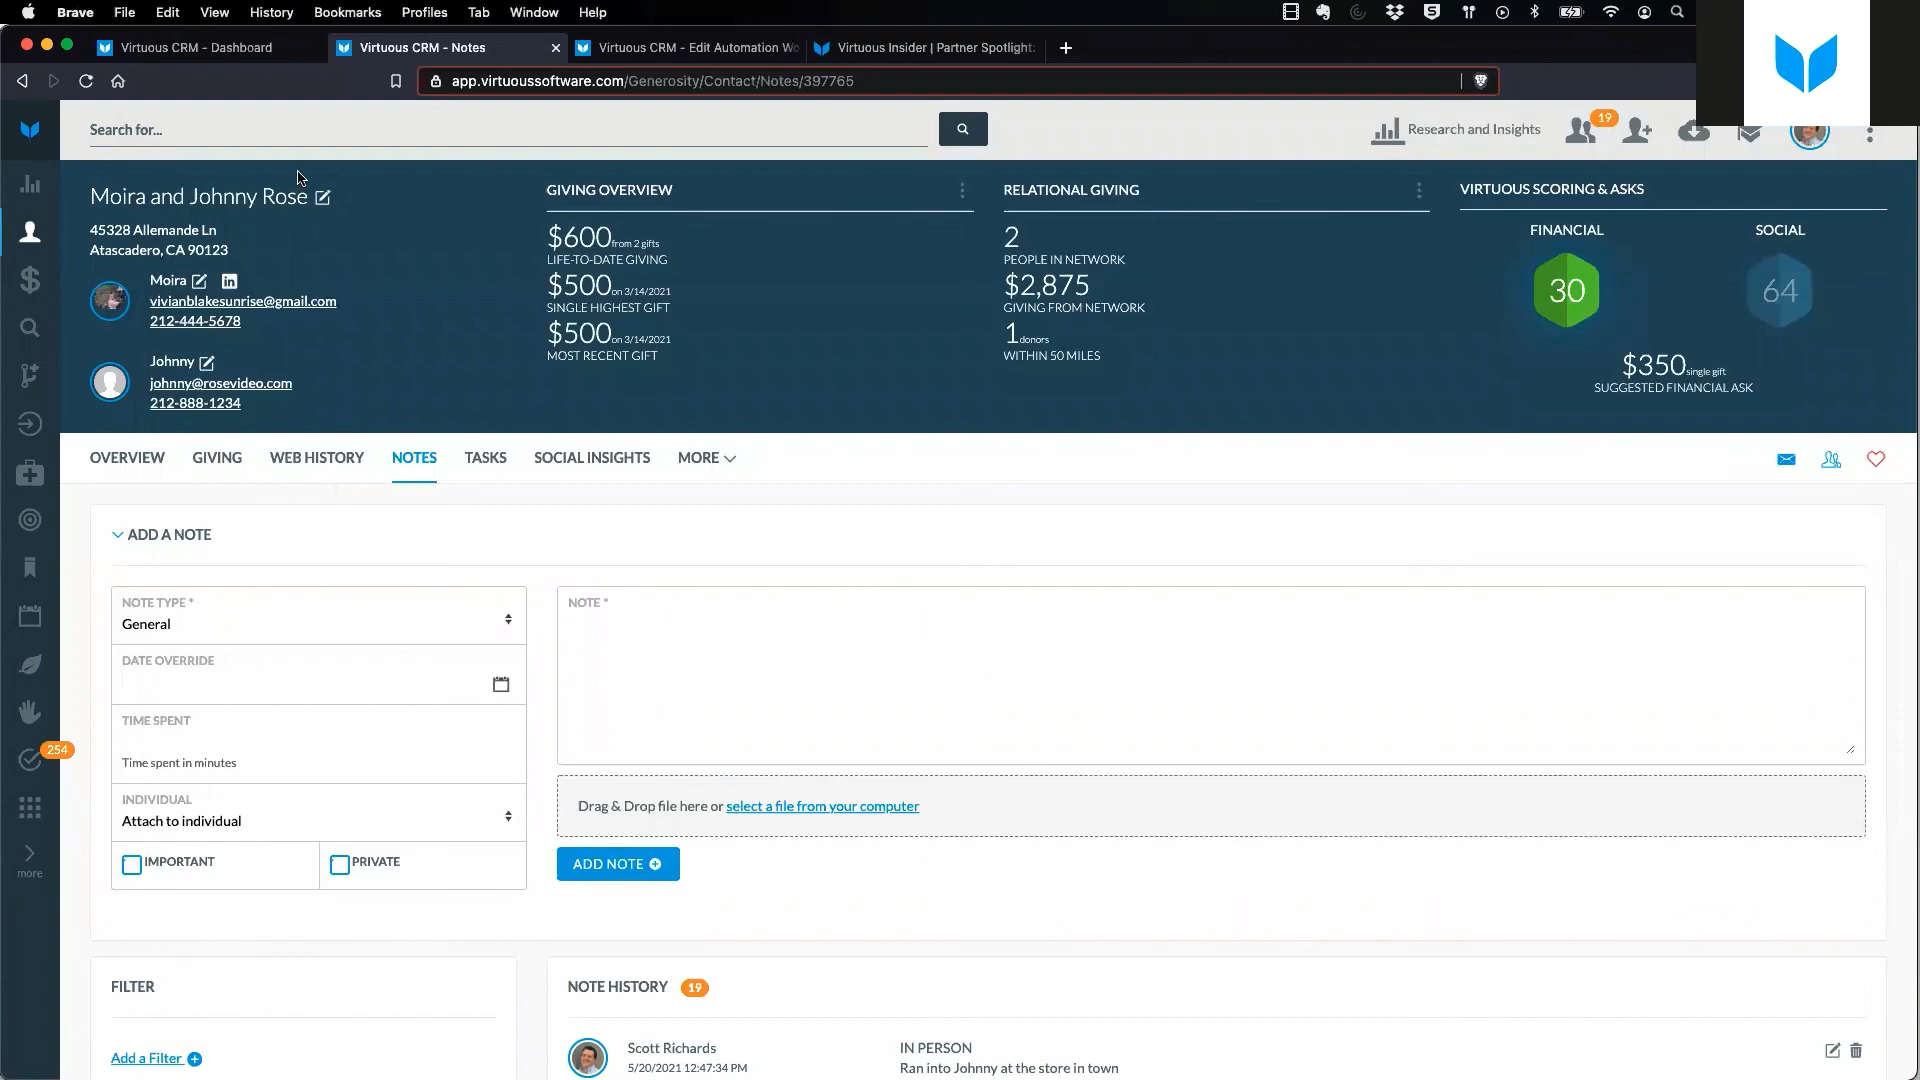 Brave File Edit View History Bookmarks Profiles Tab Window Help
Virtuous CRM - Dashboard
Virtuous CRM - Notes
Virtuous CRM - Edit Automation Wo
Virtuous Insider | Partner Spotlight:
app.virtuoussoftware.com/Generosity/Contact/Notes/397765
Search for...
Research and Insights
19
Moira and Johnny Rose
45328 Allemande Ln
Atascadero, CA 90123
Moira
vivianblakesunrise@gmail.com
212-444-5678
Johnny
johnny@rosevideo.com
212-888-1234
GIVING OVERVIEW
$600 from 2 gifts
LIFE-TO-DATE GIVING
$500 on 3/14/2021
SINGLE HIGHEST GIFT
$500 on 3/14/2021
MOST RECENT GIFT
RELATIONAL GIVING
2
PEOPLE IN NETWORK
$2,875
GIVING FROM NETWORK
1 donors
WITHIN 50 MILES
VIRTUOUS SCORING & ASKS
FINANCIAL SOCIAL
30 64
$350 single gift
SUGGESTED FINANCIAL ASK
OVERVIEW GIVING WEB HISTORY NOTES TASKS SOCIAL INSIGHTS MORE
ADD A NOTE
NOTE TYPE *
General
DATE OVERRIDE
TIME SPENT
Time spent in minutes
INDIVIDUAL
Attach to individual
IMPORTANT PRIVATE
NOTE *
Drag & Drop file here or select a file from your computer
ADD NOTE
254
more
FILTER
Add a Filter
NOTE HISTORY 19
Scott Richards
5/20/2021 12:47:34 PM
IN PERSON
Ran into Johnny at the store in town